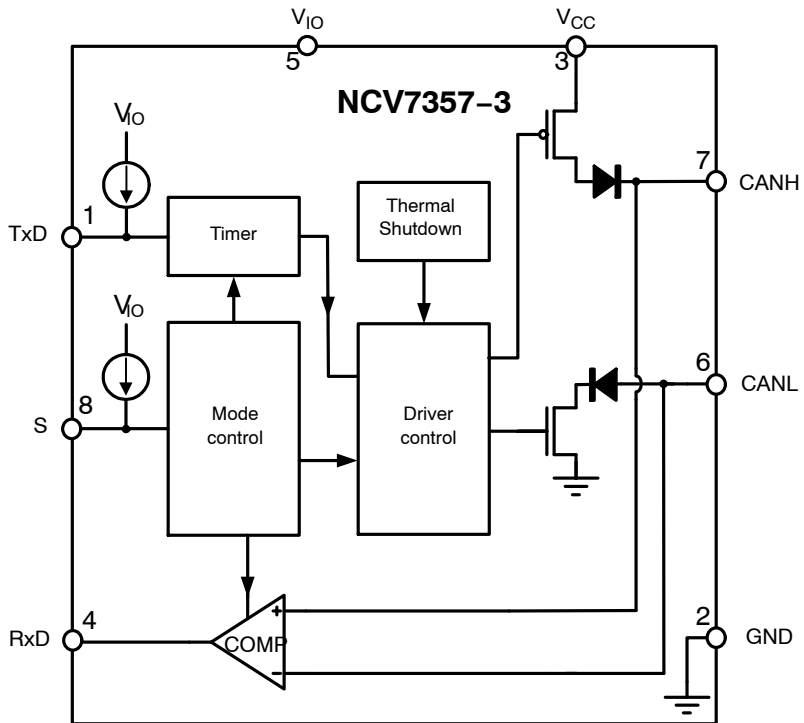 VIO
VCC
5
3
NCV7357–3
VIO
7
CANH
1
TxD
Timer
Thermal
Shutdown
VIO
6
CANL
8
S
Mode
control
Driver
control
4
RxD
+
COMP
−
2
GND